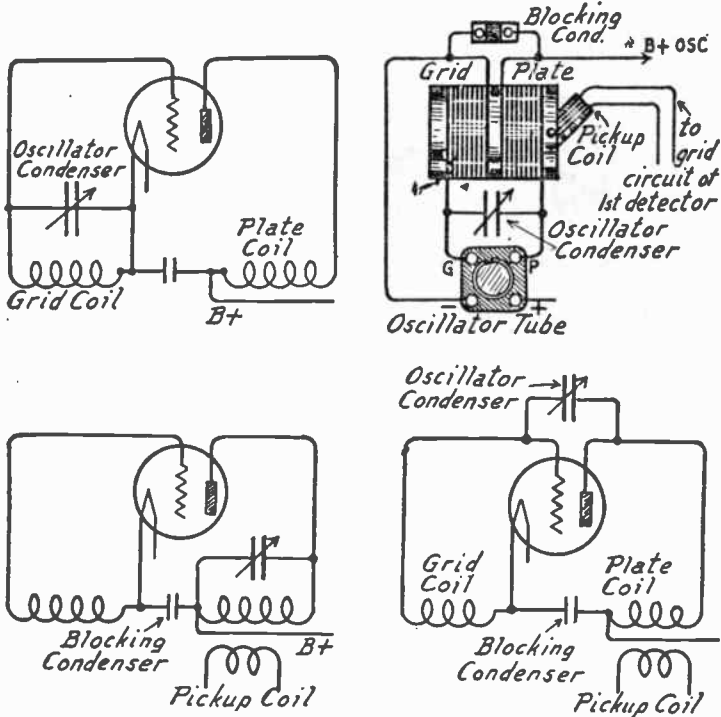 Oscillator
Condenser
Grid Coil
Plate
Coil
B+
Blocking
Cond.
B+ OSC
Grid
Plate
Pickup
Coil
to
grid
circuit of
1st detector
Oscillator
Condenser
G
P
-
+
Oscillator Tube
Blocking
Condenser
B+
Pickup Coil
Oscillator
Condenser
Grid
Coil
Plate
Coil
Blocking
Condenser
Pickup Coil